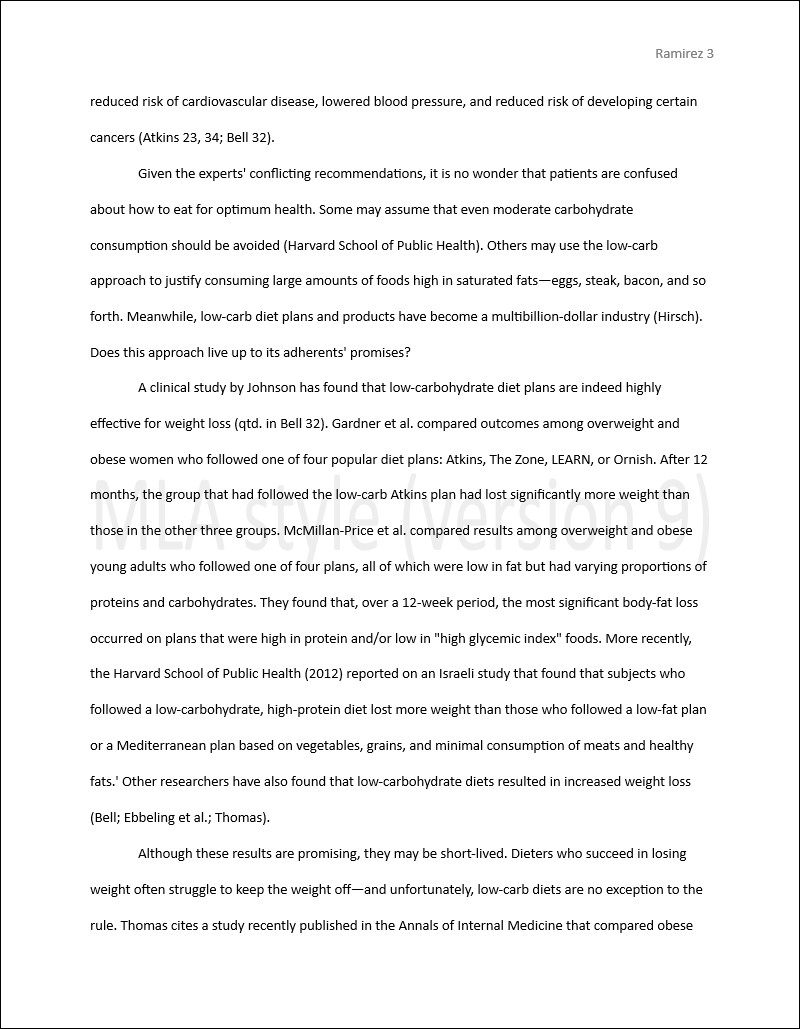 Ramirez 3
reduced risk of cardiovascular disease, lowered blood pressure, and reduced risk of developing certain
cancers (Atkins 23, 34; Bell 32).
Given the experts' conflicting recommendations, it is no wonder that patients are confused
about how to eat for optimum health. Some may assume that even moderate carbohydrate
consumption should be avoided (Harvard School of Public Health). Others may use the low-carb
approach to justify consuming large amounts of foods high in saturated fats—eggs, steak, bacon, and so
forth. Meanwhile, low-carb diet plans and products have become a multibillion-dollar industry (Hirsch).
Does this approach live up to its adherents' promises?
A clinical study by Johnson has found that low-carbohydrate diet plans are indeed highly
effective for weight loss (qtd. in Bell 32). Gardner et al. compared outcomes among overweight and
obese women who followed one of four popular diet plans: Atkins, The Zone, LEARN, or Ornish. After 12
months, the group that had followed the low-carb Atkins plan had lost significantly more weight than
MLA style (version 9)
those in the other three groups. McMillan-Price et al. compared results among overweight and obese
young adults who followed one of four plans, all of which were low in fat but had varying proportions of
proteins and carbohydrates. They found that, over a 12-week period, the most significant body-fat loss
occurred on plans that were high in protein and/or low in "high glycemic index" foods. More recently,
the Harvard School of Public Health (2012) reported on an Israeli study that found that subjects who
followed a low-carbohydrate, high-protein diet lost more weight than those who followed a low-fat plan
or a Mediterranean plan based on vegetables, grains, and minimal consumption of meats and healthy
fats.' Other researchers have also found that low-carbohydrate diets resulted in increased weight loss
(Bell; Ebbeling et al.; Thomas).
Although these results are promising, they may be short-lived. Dieters who succeed in losing
weight often struggle to keep the weight off—and unfortunately, low-carb diets are no exception to the
rule. Thomas cites a study recently published in the Annals of Internal Medicine that compared obese